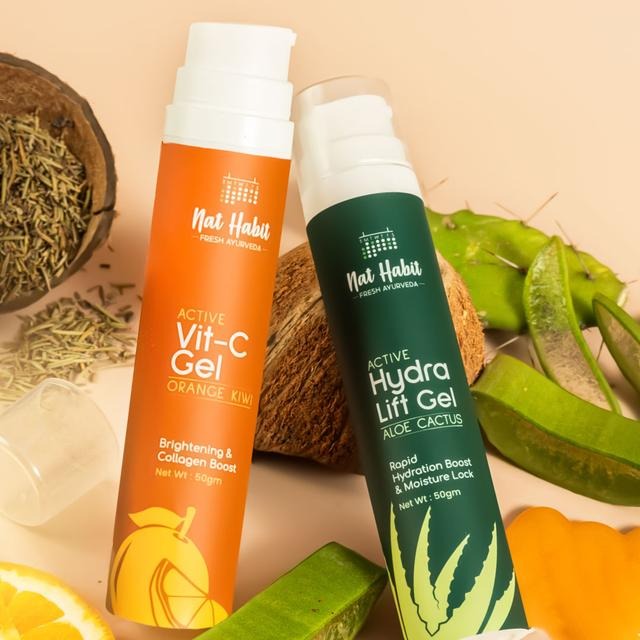 Nat Habit
FRESH AYURVEDA
ACTIVE
Vit-C
Gel
ORANGE KIWI
Brightening &
Collagen Boost
Net Wt : 50gm
Nat Habit
FRESH AYURVEDA
ACTIVE
Hydra
Lift Gel
ALOE CACTUS
Rapid
Hydration Boost
& Moisture Lock
Net Wt : 50gm